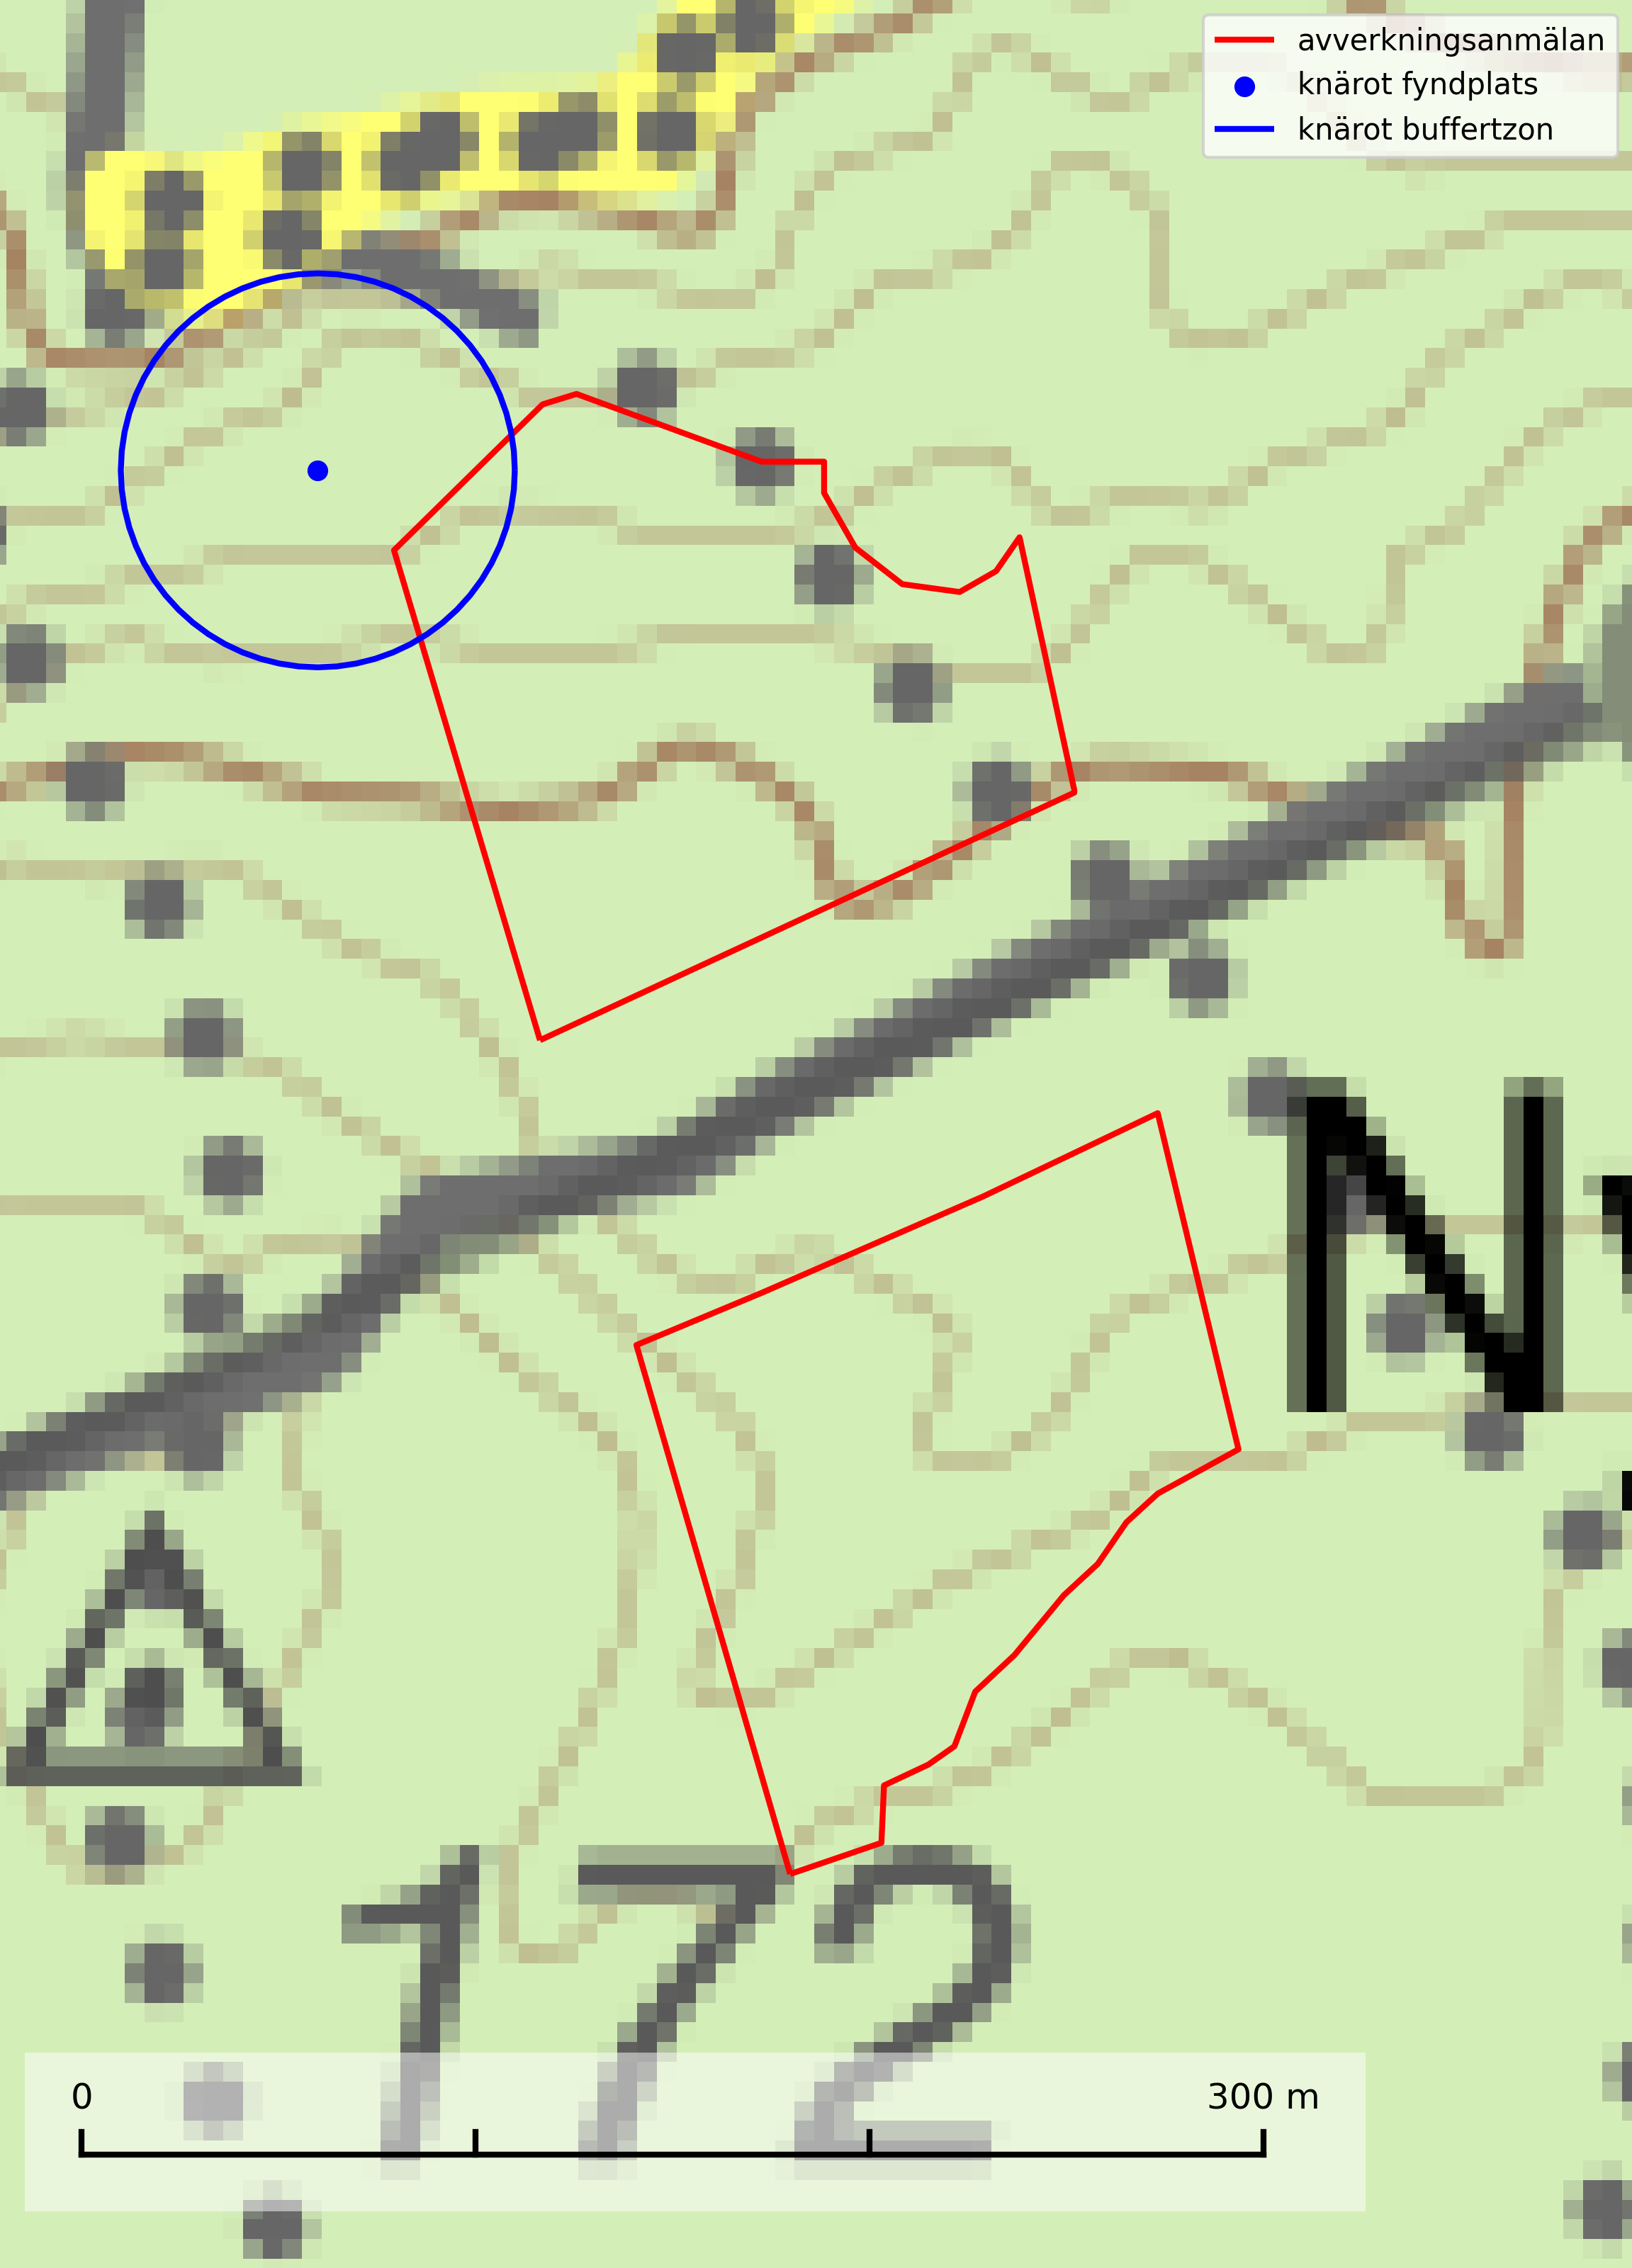 avverkningsanmälan
knärot fyndplats
knärot buffertzon
N
172
0 300 m